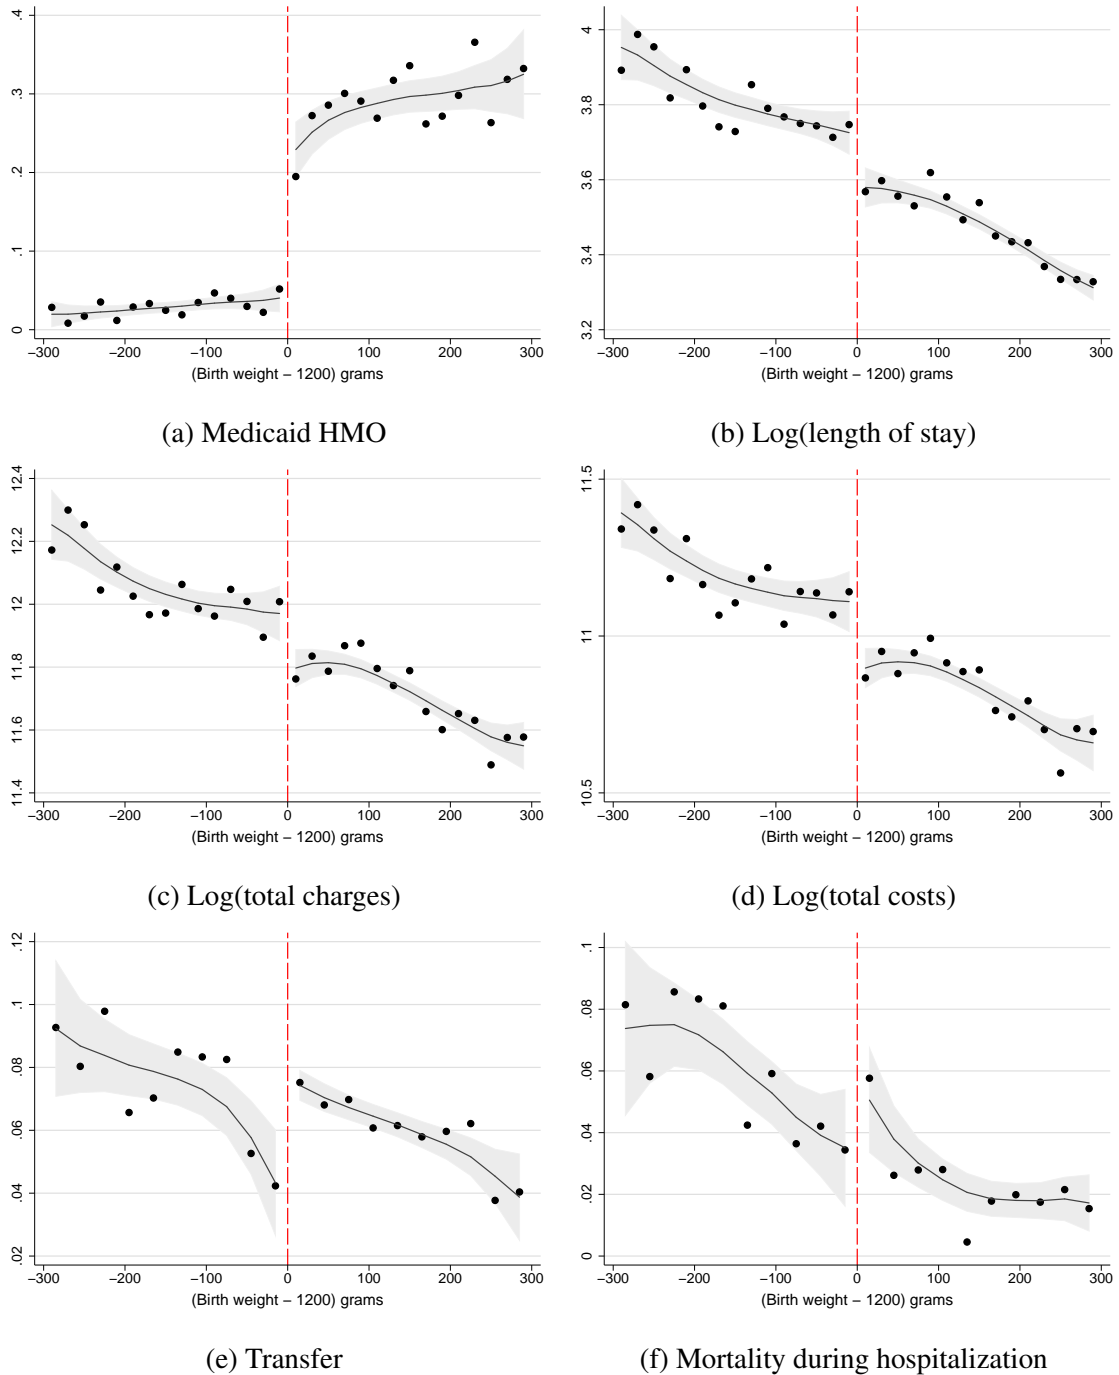 .4
.3
.2
.1
0
−300 −200 −100 0 100 200 300
(Birth weight − 1200) grams
(a) Medicaid HMO
4
3.8
3.6
3.4
3.2
−300 −200 −100 0 100 200 300
(Birth weight − 1200) grams
(b) Log(length of stay)
12.4
12.2
12
11.8
11.6
11.4
−300 −200 −100 0 100 200 300
(Birth weight − 1200) grams
(c) Log(total charges)
11.5
11
10.5
−300 −200 −100 0 100 200 300
(Birth weight − 1200) grams
(d) Log(total costs)
.12
.1
.08
.06
.04
.02
−300 −200 −100 0 100 200 300
(Birth weight − 1200) grams
(e) Transfer
.1
.08
.06
.04
.02
0
−300 −200 −100 0 100 200 300
(Birth weight − 1200) grams
(f) Mortality during hospitalization